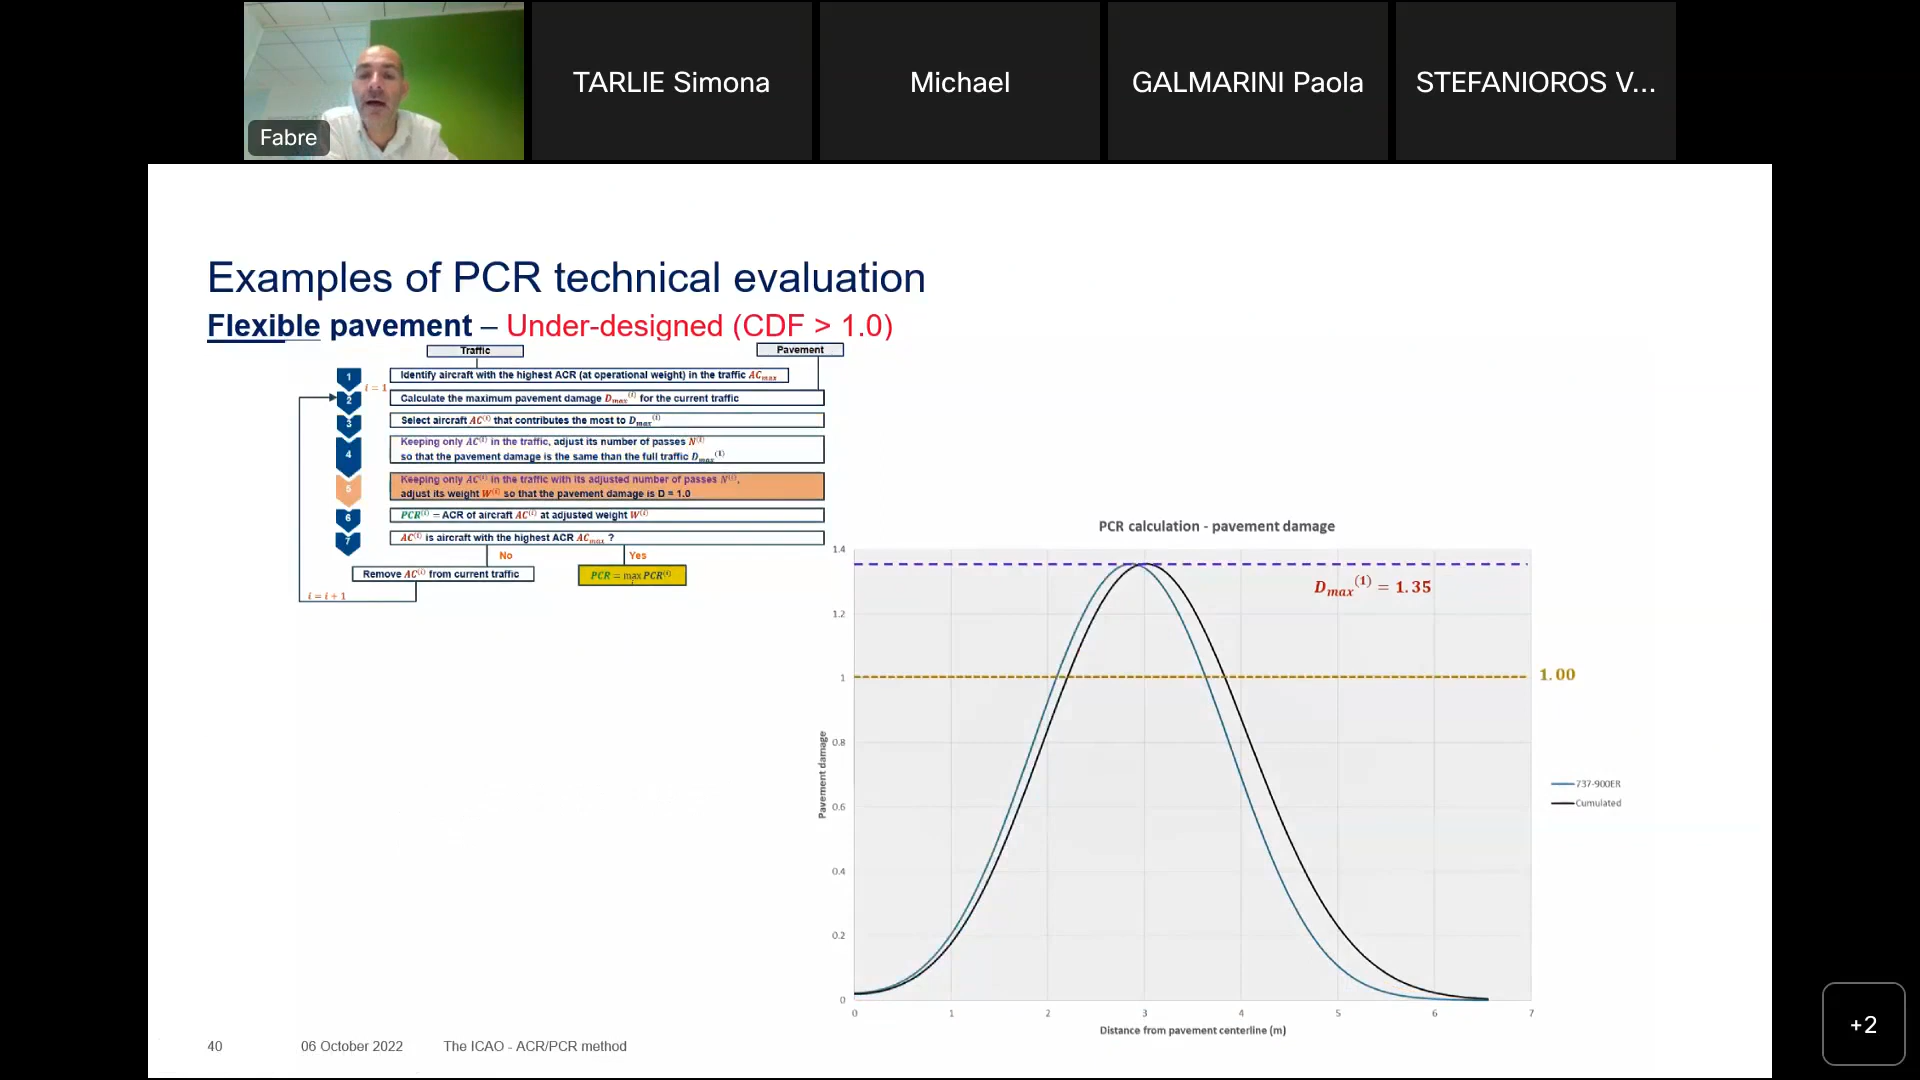 Fabre
TARLIE Simona
Michael
GALMARINI Paola
STEFANIOROS V...
Examples of PCR technical evaluation
Flexible pavement – Under-designed (CDF > 1.0)
Traffic
Pavement
1
Identify aircraft with the highest ACR (at operational weight) in the traffic ACmax
i = 1
2
Calculate the maximum pavement damage Dmax(i) for the current traffic
3
Select aircraft AC(i) that contributes the most to Dmax(i)
4
Keeping only AC(i) in the traffic, adjust its number of passes N(i)
so that the pavement damage is the same than the full traffic Dmax(1)
5
Keeping only AC(i) in the traffic with its adjusted number of passes N(i),
adjust its weight W(i) so that the pavement damage is D = 1.0
6
PCR(i) = ACR of aircraft AC(i) at adjusted weight W(i)
7
AC(i) is aircraft with the highest ACR ACmax ?
No
Yes
Remove AC(i) from current traffic
PCR = max PCR(i)
i
i = i + 1
PCR calculation - pavement damage
1.4
1.2
1
0.8
0.6
0.4
0.2
0
Pavement damage
Dmax(1) = 1.35
1.00
737-900ER
Cumulated
0 1 2 3 4 5 6 7
Distance from pavement centerline (m)
40 06 October 2022 The ICAO - ACR/PCR method
+2